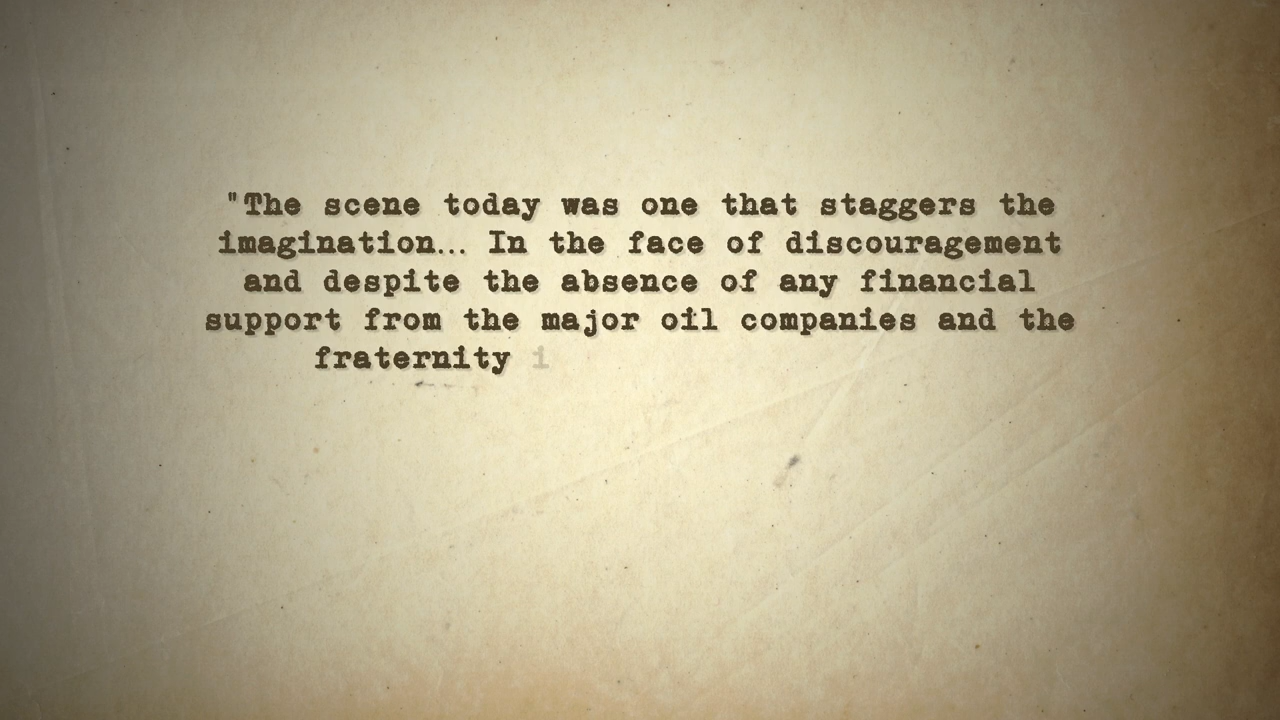 "The scene today was one that staggers the
imagination... In the face of discouragement
and despite the absence of any financial
support from the major oil companies and the
fraternity i